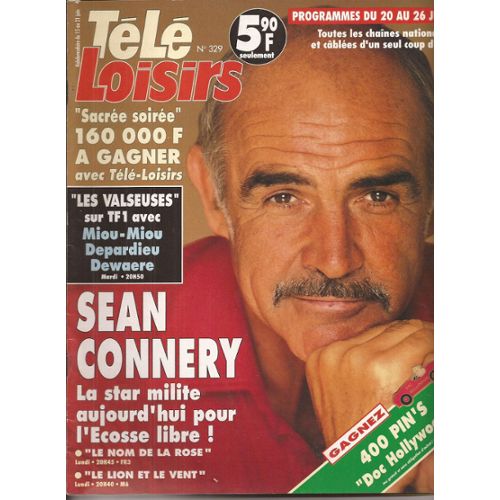 Télé
Loisirs
N° 329
5,90 F
seulement
PROGRAMMES DU 20 AU 26 J
Toutes les chaînes nation
et câblées d'un seul coup d
"Sacrée soirée"
160 000 F
A GAGNER
avec Télé-Loisirs
"LES VALSEUSES"
sur TF1 avec
Miou-Miou
Depardieu
Dewaere
Mardi • 20H50
SEAN
CONNERY
La star milite
aujourd'hui pour
l'Ecosse libre !
• "LE NOM DE LA ROSE"
Lundi • 20H45 • FR3
• "LE LION ET LE VENT"
Lundi • 20H40 • M6
GAGNEZ
400 PIN'S
"Doc Hollywoo